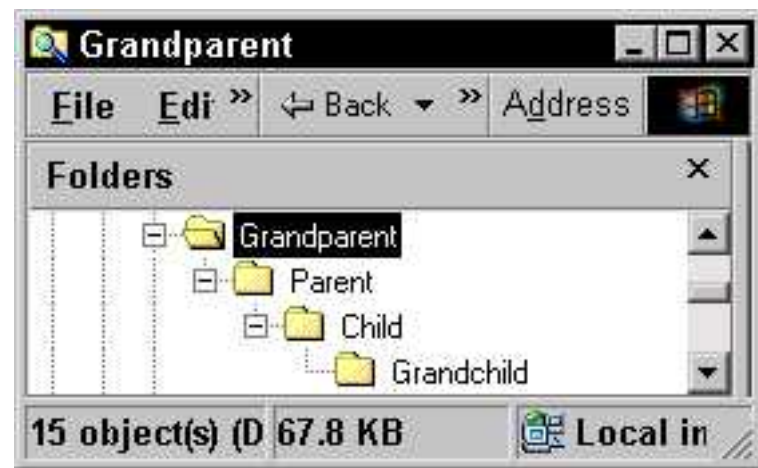 Grandparent
File Edi » Back » Address
Folders
Grandparent
Parent
Child
Grandchild
15 object(s) (D 67.8 KB Local in